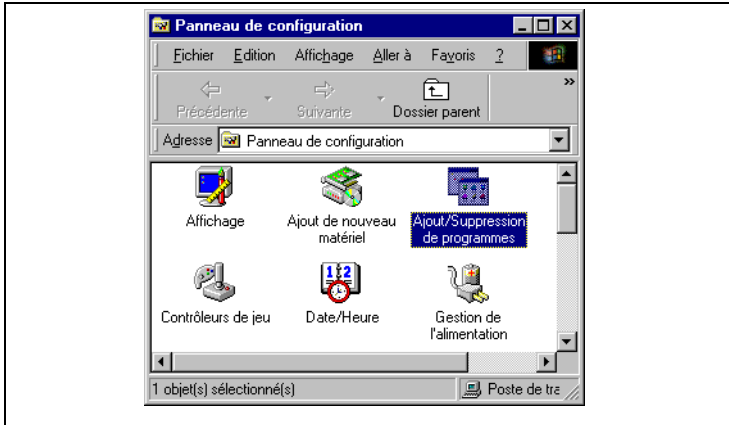 Panneau de configuration
Fichier Edition Affichage Aller à Favoris ?
»
Précédente Suivante Dossier parent
Adresse Panneau de configuration
Affichage
Ajout de nouveau
matériel
Ajout/Suppression
de programmes
Contrôleurs de jeu
Date/Heure
Gestion de
l'alimentation
1 objet(s) sélectionné(s) Poste de tra